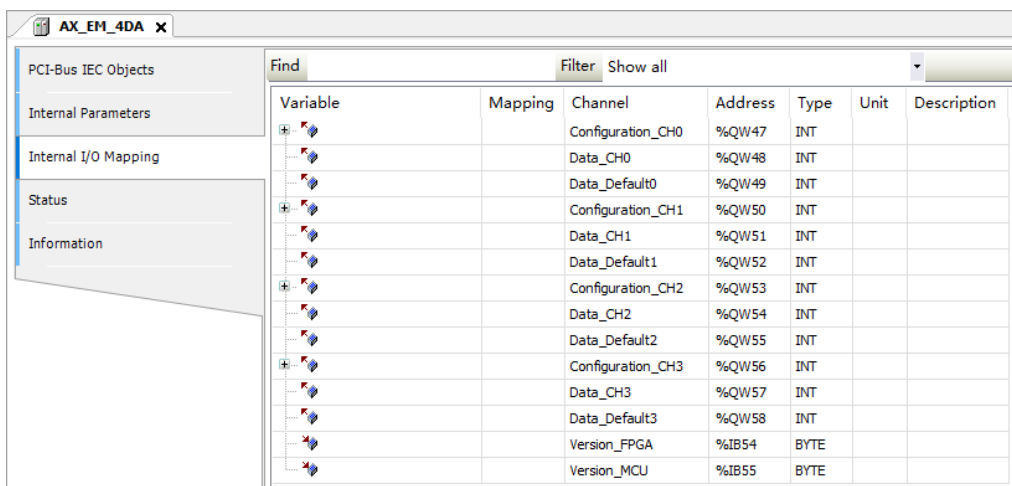 AX_EM_4DA x
PCI-Bus IEC Objects
Internal Parameters
Internal I/O Mapping
Status
Information
Find Filter Show all
Variable Mapping Channel Address Type Unit Description
Configuration_CH0 %QW47 INT
Data_CH0 %QW48 INT
Data_Default0 %QW49 INT
Configuration_CH1 %QW50 INT
Data_CH1 %QW51 INT
Data_Default1 %QW52 INT
Configuration_CH2 %QW53 INT
Data_CH2 %QW54 INT
Data_Default2 %QW55 INT
Configuration_CH3 %QW56 INT
Data_CH3 %QW57 INT
Data_Default3 %QW58 INT
Version_FPGA %IB54 BYTE
Version_MCU %IB55 BYTE